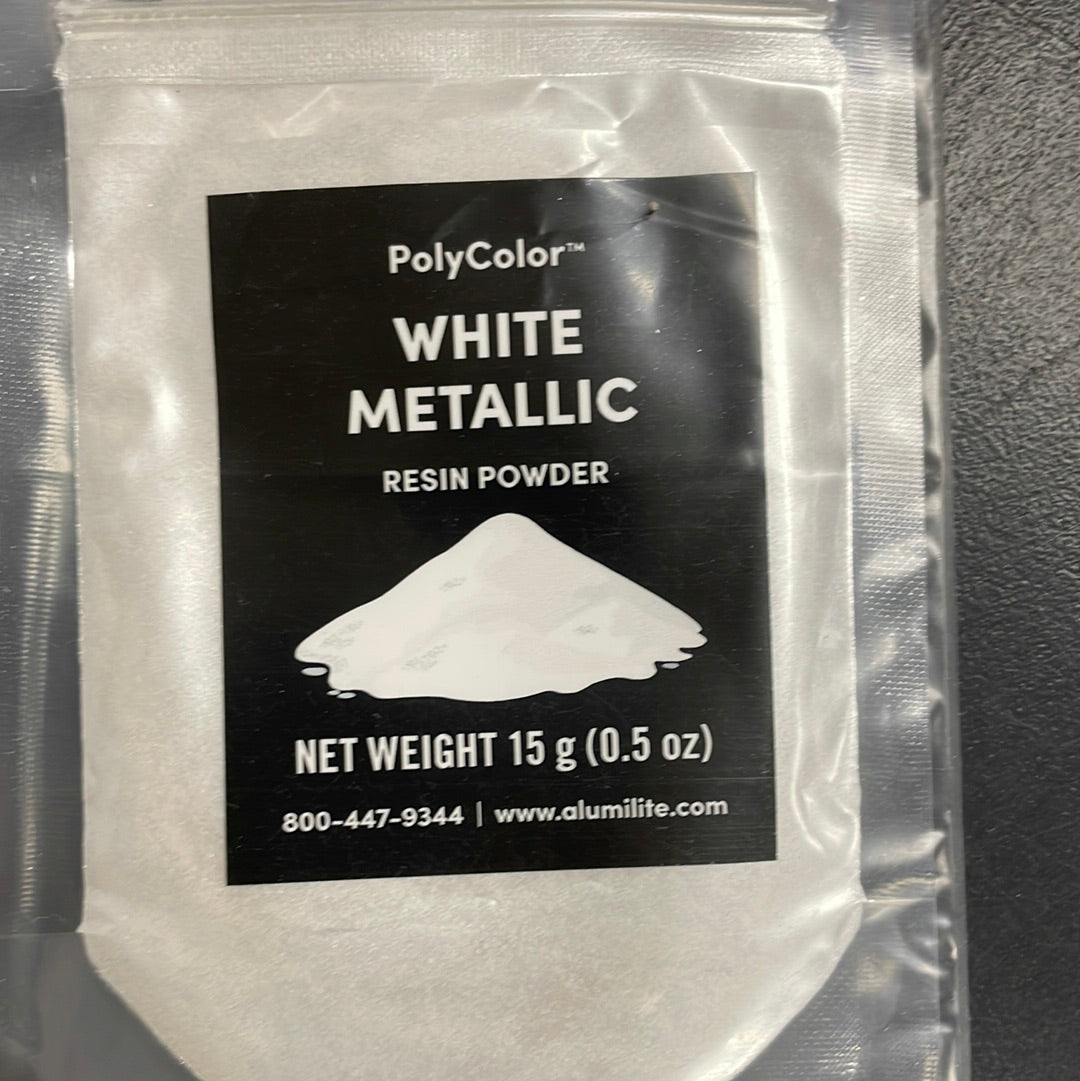 PolyColor™
WHITE
METALLIC
RESIN POWDER
NET WEIGHT 15 g (0.5 oz)
800-447-9344 | www.alumilite.com